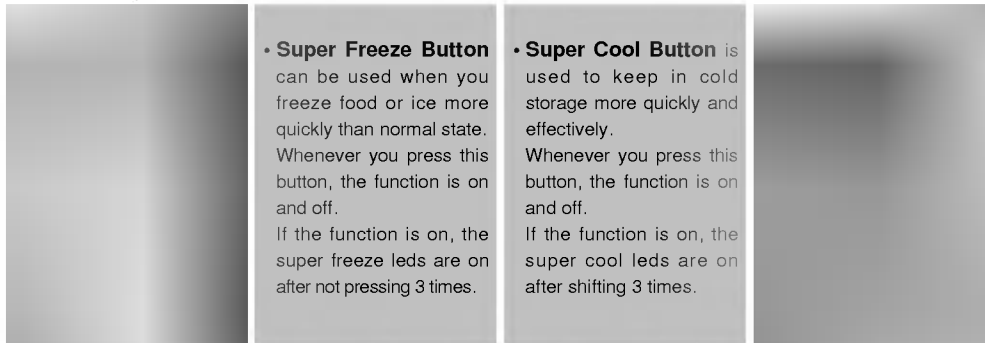 • Super Freeze Button
can be used when you
freeze food or ice more
quickly than normal state.
Whenever you press this
button, the function is on
and off.
If the function is on, the
super freeze leds are on
after not pressing 3 times.
• Super Cool Button is
used to keep in cold
storage more quickly and
effectively.
Whenever you press this
button, the function is on
and off.
If the function is on, the
super cool leds are on
after shifting 3 times.